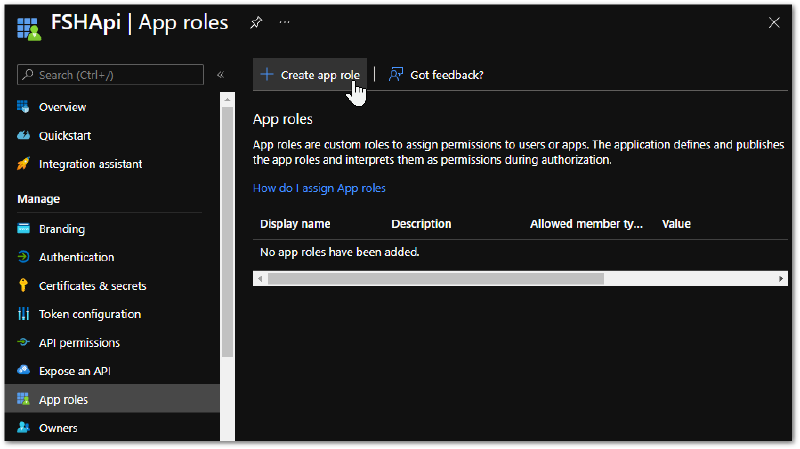 FSHApi | App roles
Search (Ctrl+/)
«
Overview
Quickstart
Integration assistant
Manage
Branding
Authentication
Certificates & secrets
Token configuration
API permissions
Expose an API
App roles
Owners
Create app role
Got feedback?
App roles
App roles are custom roles to assign permissions to users or apps. The application defines and publishes
the app roles and interprets them as permissions during authorization.
How do I assign App roles
Display name Description Allowed member ty... Value
No app roles have been added.